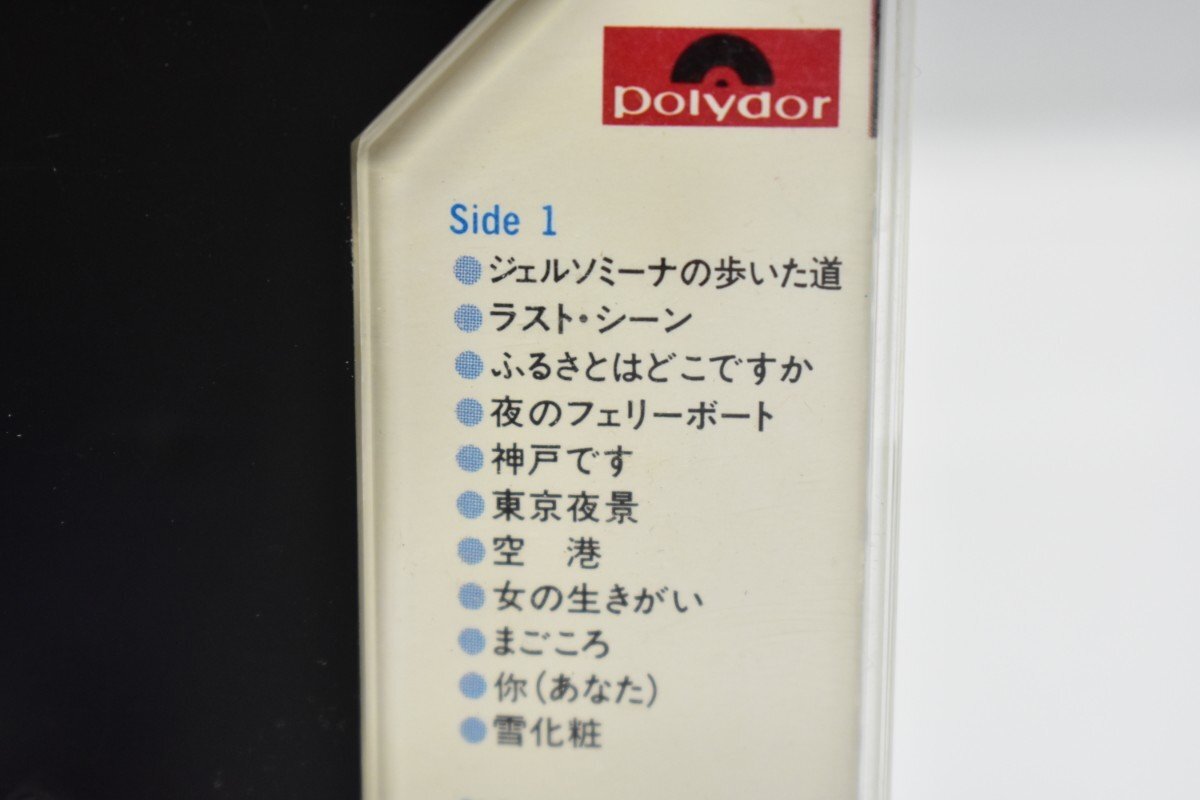 polydor
Side 1
●ジェルソミーナの歩いた道
●ラスト・シーン
●ふるさとはどこですか
●夜のフェリーボート
●神戸です
●東京夜景
●空　港
●女の生きがい
●まごころ
●你(あなた)
●雪化粧